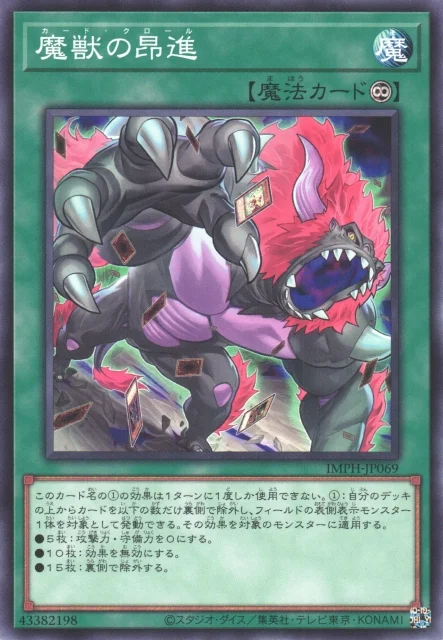 カード・クロール
魔獣の昂進
魔
まほう
【魔法カード】
IMPH-JP069
このカード名の①の効果は1ターンに1度しか使用できない。①:自分のデッキ
の上からカードを以下の数だけ裏側で除外し、フィールドの表側表示モンスター
1体を対象として発動できる。その効果を対象のモンスターに適用する。
●5枚:攻撃力・守備力を0にする。
●10枚:効果を無効にする。
●15枚:裏側で除外する。
43382198
©スタジオ・ダイス/集英社・テレビ東京・KONAMI